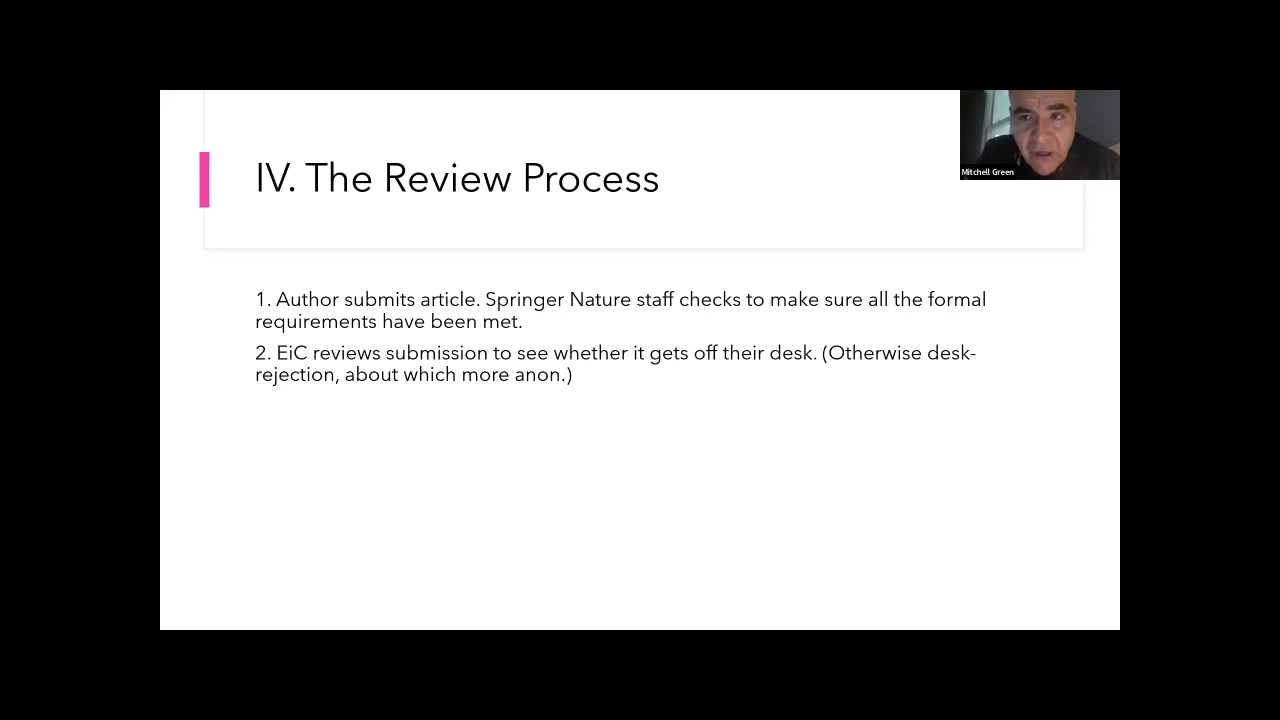 Mitchell Green
IV. The Review Process
1. Author submits article. Springer Nature staff checks to make sure all the formal
requirements have been met.
2. EiC reviews submission to see whether it gets off their desk. (Otherwise desk-
rejection, about which more anon.)